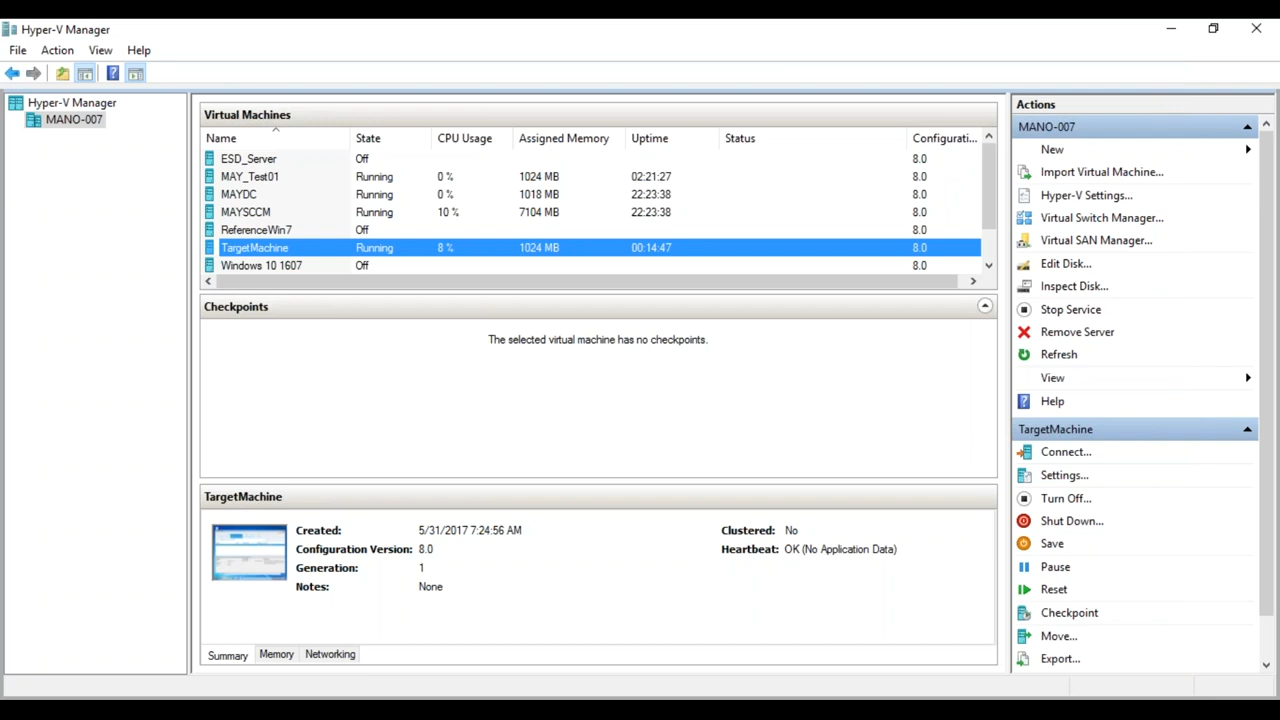 Hyper-V Manager
File Action View Help
Hyper-V Manager
MANO-007
Virtual Machines
Name State CPU Usage Assigned Memory Uptime Status Configurati...
ESD_Server Off 8.0
MAY_Test01 Running 0 % 1024 MB 02:21:27 8.0
MAYDC Running 0 % 1018 MB 22:23:38 8.0
MAYSCCM Running 10 % 7104 MB 22:23:38 8.0
ReferenceWin7 Off 8.0
TargetMachine Running 8 % 1024 MB 00:14:47 8.0
Windows 10 1607 Off 8.0
Checkpoints
The selected virtual machine has no checkpoints.
TargetMachine
Created: 5/31/2017 7:24:56 AM Clustered: No
Configuration Version: 8.0 Heartbeat: OK (No Application Data)
Generation: 1
Notes: None
Summary Memory Networking
Actions
MANO-007
New
Import Virtual Machine...
Hyper-V Settings...
Virtual Switch Manager...
Virtual SAN Manager...
Edit Disk...
Inspect Disk...
Stop Service
Remove Server
Refresh
View
Help
TargetMachine
Connect...
Settings...
Turn Off...
Shut Down...
Save
Pause
Reset
Checkpoint
Move...
Export...